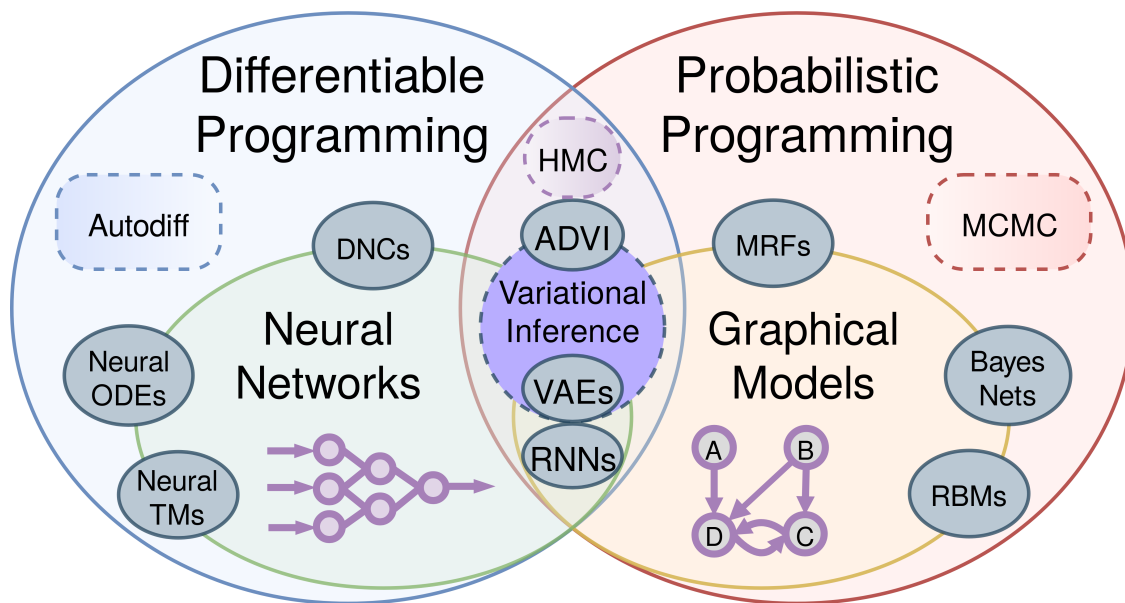 Differentiable
Programming
Probabilistic
Programming
HMC
Autodiff
MCMC
DNCs
ADVI
MRFs
Variational
Inference
Neural
Networks
Graphical
Models
Neural
ODEs
VAEs
Bayes
Nets
RNNs
A
B
Neural
TMs
RBMs
D
C